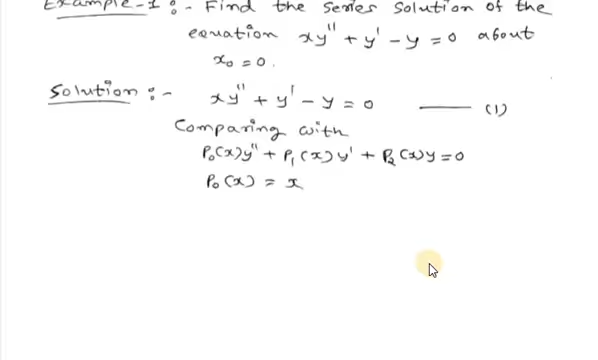 Example-1:- Find the series solution of the
equation xy'' + y' - y = 0 about
x₀ = 0.
Solution:- xy'' + y' - y = 0 —— (1)
Comparing with
P₀(x)y'' + P₁(x)y' + P₂(x)y = 0
P₀(x) = x